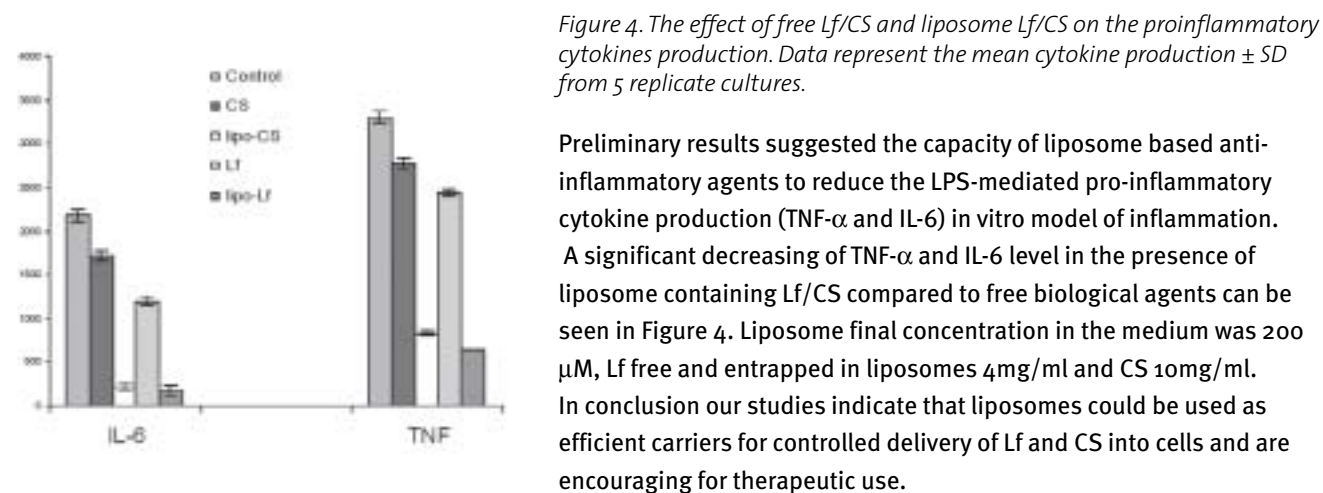 Figure 4. The effect of free Lf/CS and liposome Lf/CS on the proinflammatory
cytokines production. Data represent the mean cytokine production ± SD
from 5 replicate cultures.
4000
3500
3000
2500
2000
1500
1000
500
0
Control
CS
lipo-CS
Lf
lipo-Lf
IL-6
TNF
Preliminary results suggested the capacity of liposome based anti-
inflammatory agents to reduce the LPS-mediated pro-inflammatory
cytokine production (TNF-α and IL-6) in vitro model of inflammation.
A significant decreasing of TNF-α and IL-6 level in the presence of
liposome containing Lf/CS compared to free biological agents can be
seen in Figure 4. Liposome final concentration in the medium was 200
µM, Lf free and entrapped in liposomes 4mg/ml and CS 10mg/ml.
In conclusion our studies indicate that liposomes could be used as
efficient carriers for controlled delivery of Lf and CS into cells and are
encouraging for therapeutic use.